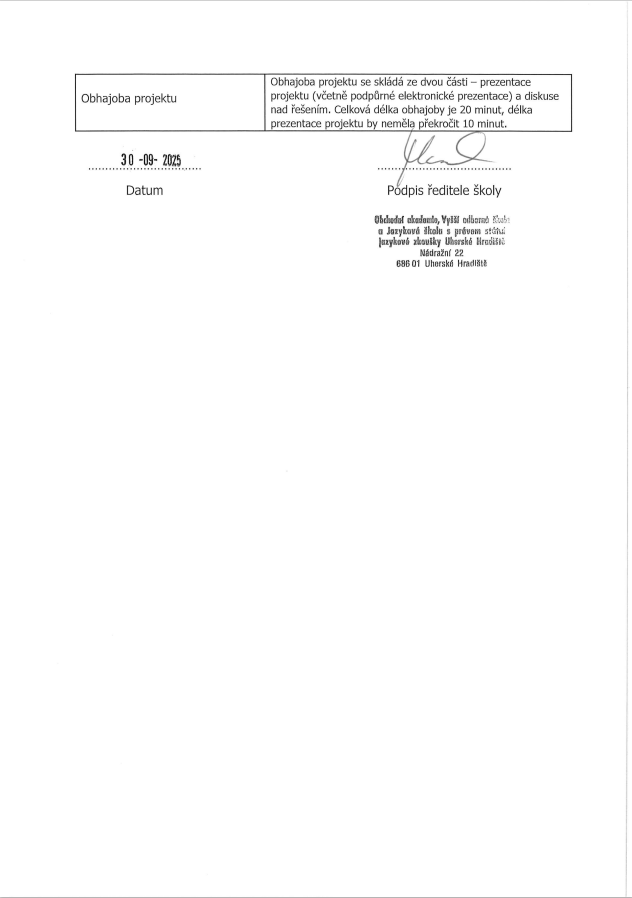 Obhajoba projektu
Obhajoba projektu se skládá ze dvou částí – prezentace
projektu (včetně podpůrné elektronické prezentace) a diskuse
nad řešením. Celková délka obhajoby je 20 minut, délka
prezentace projektu by neměla překročit 10 minut.
30 -09- 2025
Datum
Podpis ředitele školy
Obchodní akademie, Vyšší odborná škola
a Jazyková škola s právem státní
jazykové zkoušky Uherské Hradiště
Nádražní 22
686 01 Uherské Hradiště